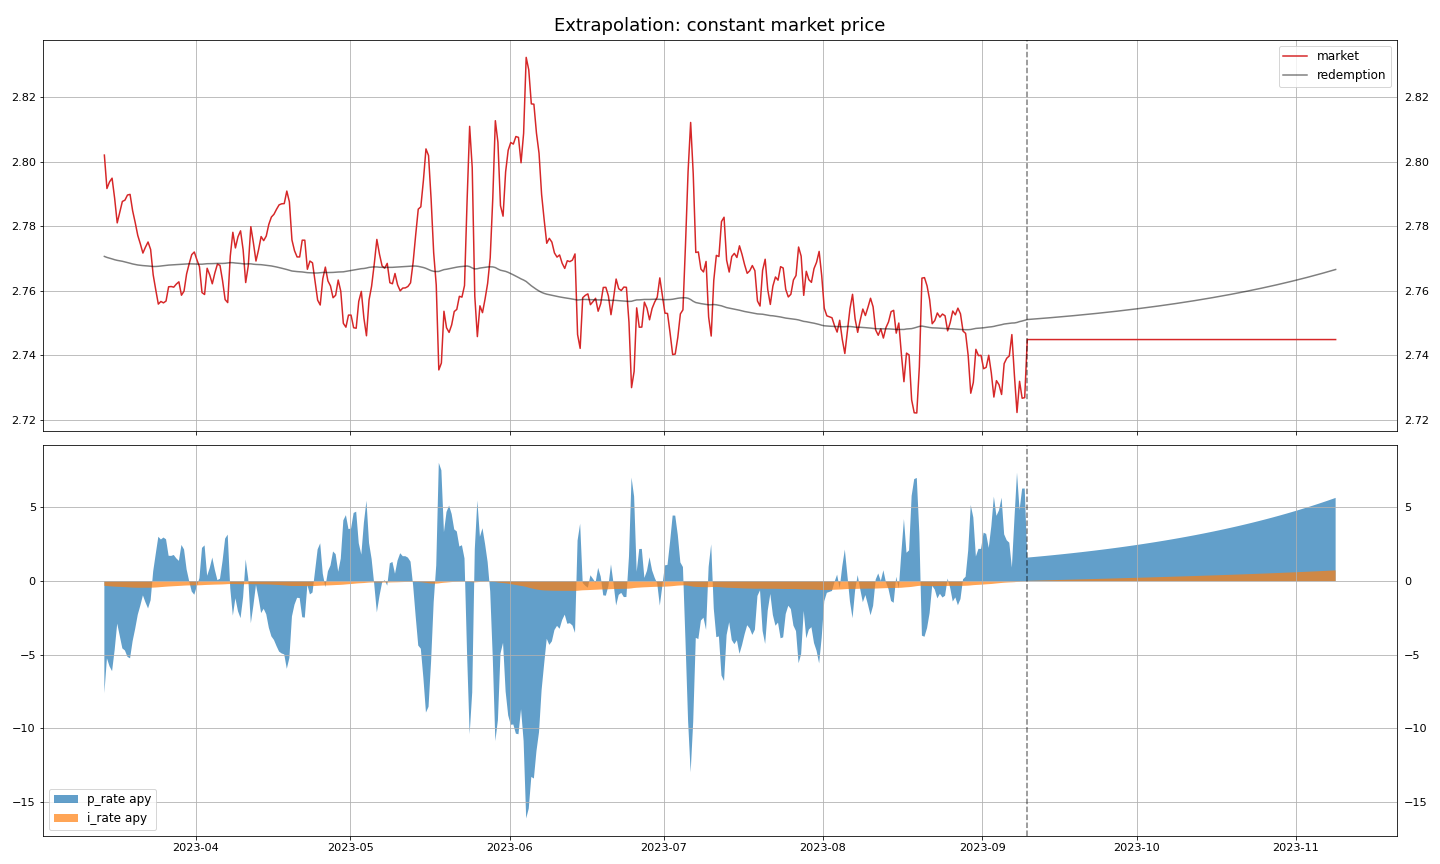 Extrapolation: constant market price
market
redemption
2.82 2.82
2.80 2.80
2.78 2.78
2.76 2.76
2.74 2.74
2.72 2.72
5 5
0 0
−5 −5
−10 −10
−15 −15
p_rate apy
i_rate apy
2023-04 2023-05 2023-06 2023-07 2023-08 2023-09 2023-10 2023-11